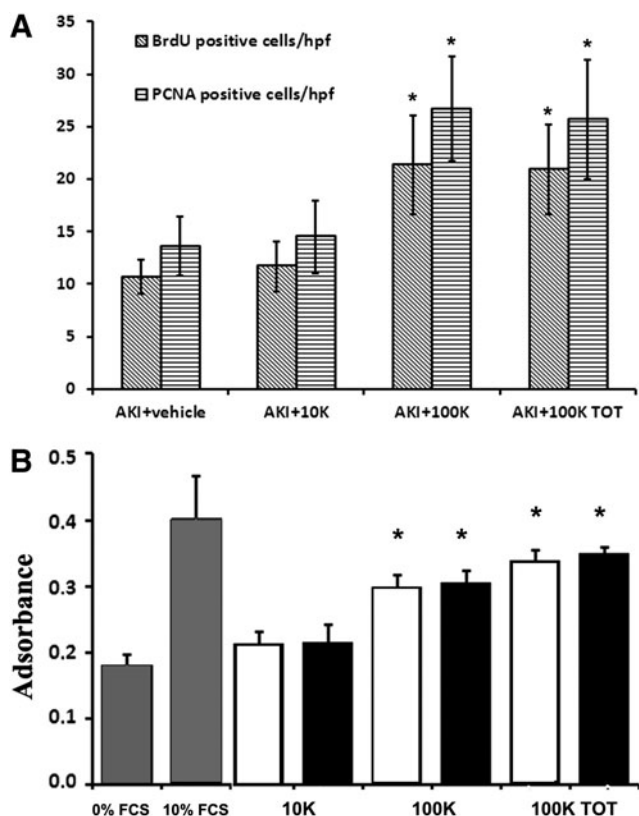 A
BrdU positive cells/hpf
PCNA positive cells/hpf
35
30
25
20
15
10
5
0
* * * *
AKI+vehicle AKI+10K AKI+100K AKI+100K TOT
B
Adsorbance
0.5
0.4
0.3
0.2
0.1
0.0
* * * *
0% FCS 10% FCS 10K 100K 100K TOT